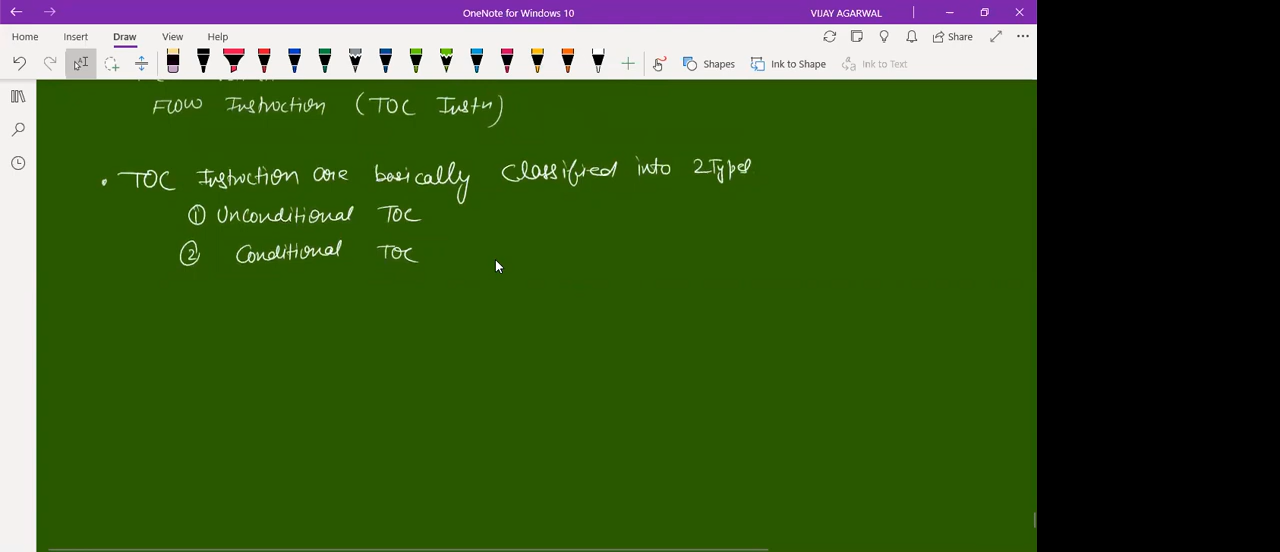 OneNote for Windows 10
VIJAY AGARWAL
Home Insert Draw View Help
Share
Shapes Ink to Shape Ink to Text
FLOW Instruction (TOC Instn)
• TOC Instruction are basically classified into 2 Types
① Unconditional TOC
② Conditional TOC